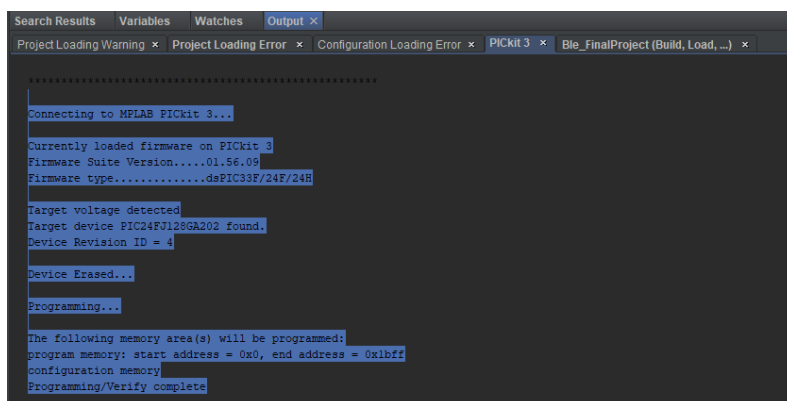 Search Results Variables Watches Output ×
Project Loading Warning × Project Loading Error × Configuration Loading Error × PICkit 3 × Ble_FinalProject (Build, Load, ...) ×
*****************************************************
Connecting to MPLAB PICkit 3...
Currently loaded firmware on PICkit 3
Firmware Suite Version.....01.56.09
Firmware type..............dsPIC33F/24F/24H
Target voltage detected
Target device PIC24FJ128GA202 found.
Device Revision ID = 4
Device Erased...
Programming...
The following memory area(s) will be programmed:
program memory: start address = 0x0, end address = 0x1bff
configuration memory
Programming/Verify complete